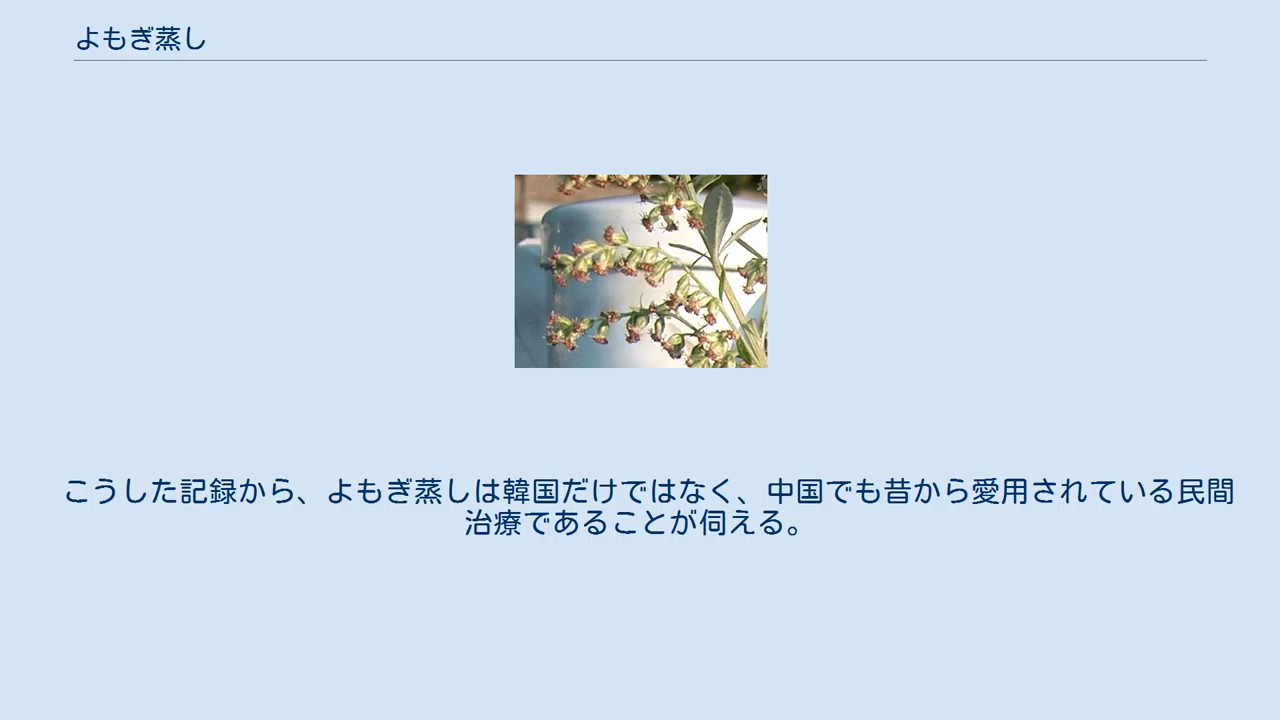 よもぎ蒸し
こうした記録から、よもぎ蒸しは韓国だけではなく、中国でも昔から愛用されている民間
治療であることが伺える。